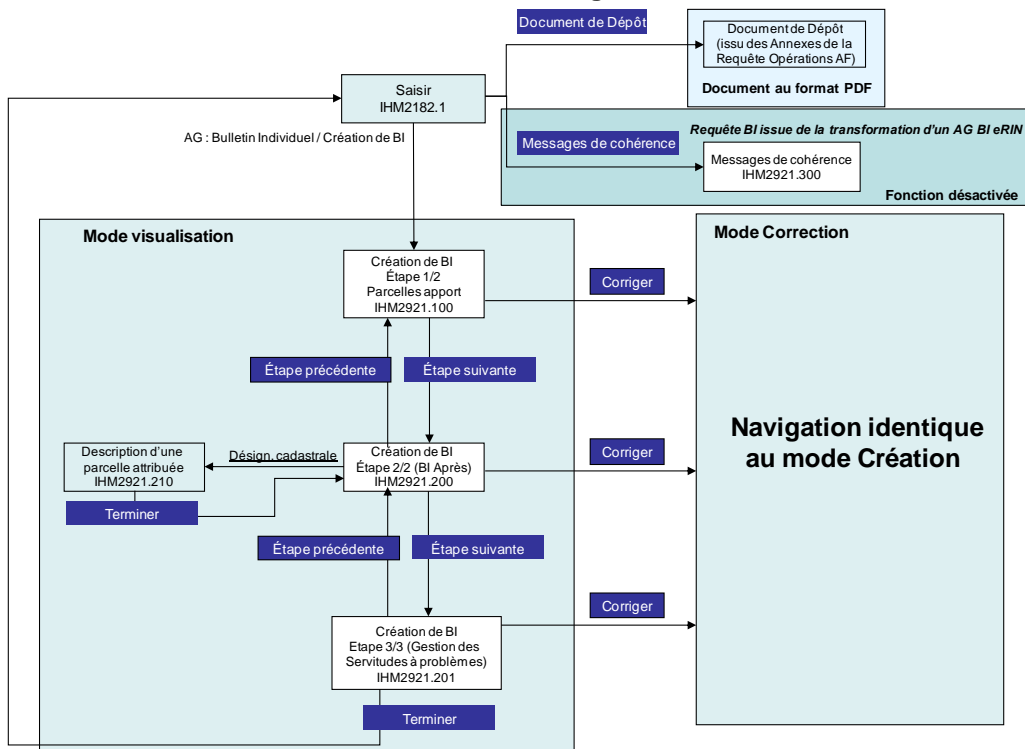 Document de Dépôt
Document de Dépôt
(issu des Annexes de la
Requête Opérations AF)
Document au format PDF
Saisir
IHM2182.1
AG : Bulletin Individuel / Création de BI
Requête BI issue de la transformation d'un AG BI eRIN
Messages de cohérence
Messages de cohérence
IHM2921.300
Fonction désactivée
Mode visualisation
Mode Correction
Création de BI
Étape 1/2
Parcelles apport
IHM2921.100
Corriger
Étape précédente
Étape suivante
Description d'une
parcelle attribuée
IHM2921.210
Désign. cadastrale
Création de BI
Étape 2/2 (BI Après)
IHM2921.200
Corriger
Navigation identique
au mode Création
Terminer
Étape précédente
Étape suivante
Création de BI
Etape 3/3 (Gestion des
Servitudes à problèmes)
IHM2921.201
Corriger
Terminer